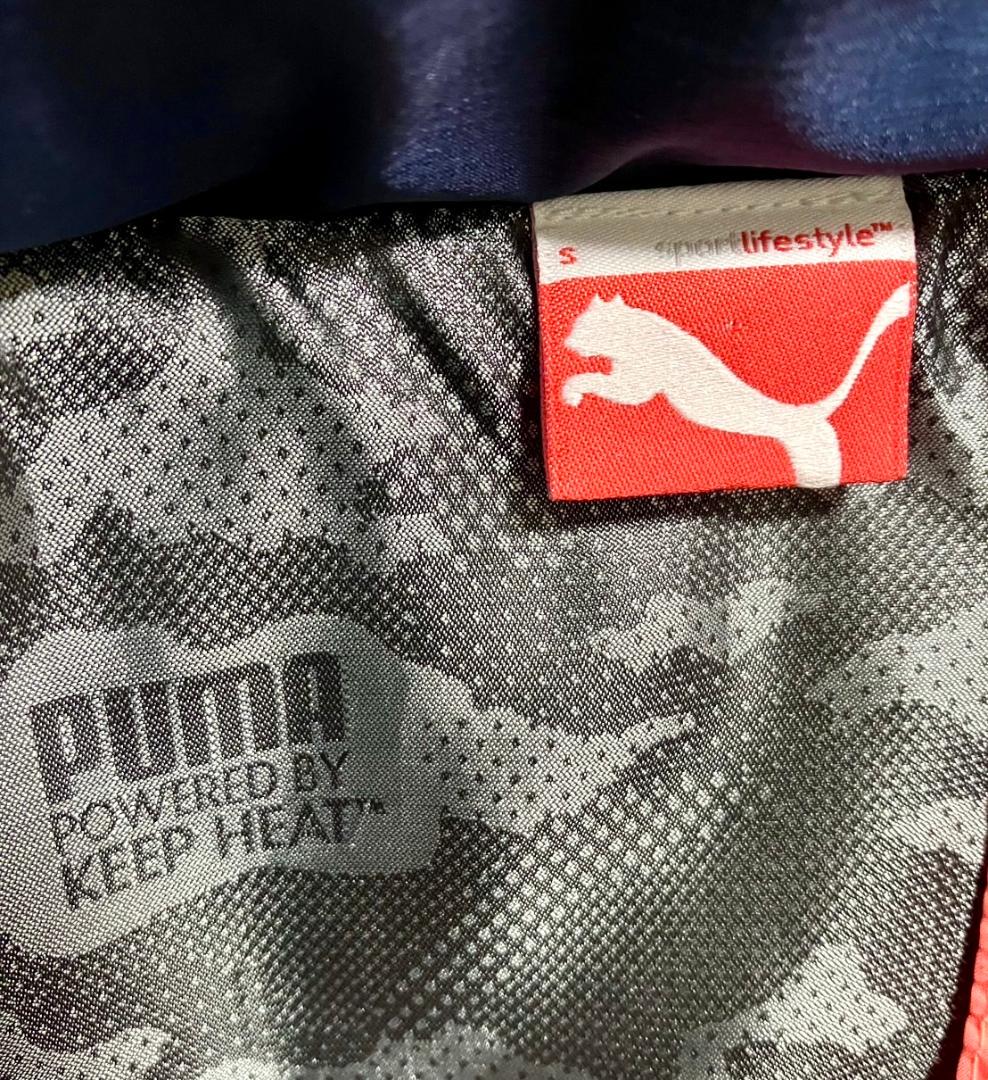 S sportlifestyle™
PUMA
POWERED BY
KEEP HEAT™